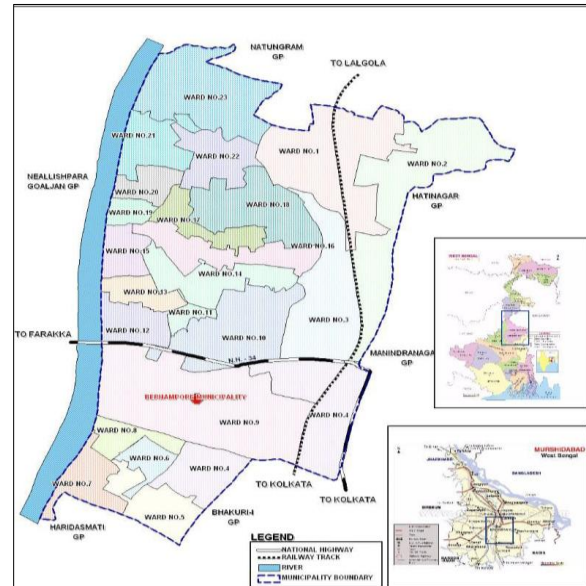 NATUNGRAM
GP
TO LALGOLA
WARD NO.23
WARD NO.21
WARD NO.22
WARD NO.1
WARD NO.2
NEALLISHPARA
GOALJAN GP
WARD NO.20
HATINAGAR
GP
WARD NO.19
WARD NO.17
WARD NO.18
WARD NO.16
WARD NO.15
WARD NO.14
WARD NO.13
WARD NO.11
WARD NO.3
TO FARAKKA
WARD NO.12
WARD NO.10
MANINDRANAGA
GP
N.H. - 34
BERHAMPORE MUNICIPALITY
WARD NO.9
WARD NO.4
WARD NO.8
WARD NO.6
WARD NO.4
WARD NO.7
TO KOLKATA
TO KOLKATA
WARD NO.5
BHAKURI-I
GP
HARIDASMATI
GP
LEGEND
NATIONAL HIGHWAY
RAILWAY TRACK
RIVER
MUNICIPALITY BOUNDARY
WEST BENGAL
MURSHIDABAD
West Bengal
BANGLADESH
NADIA